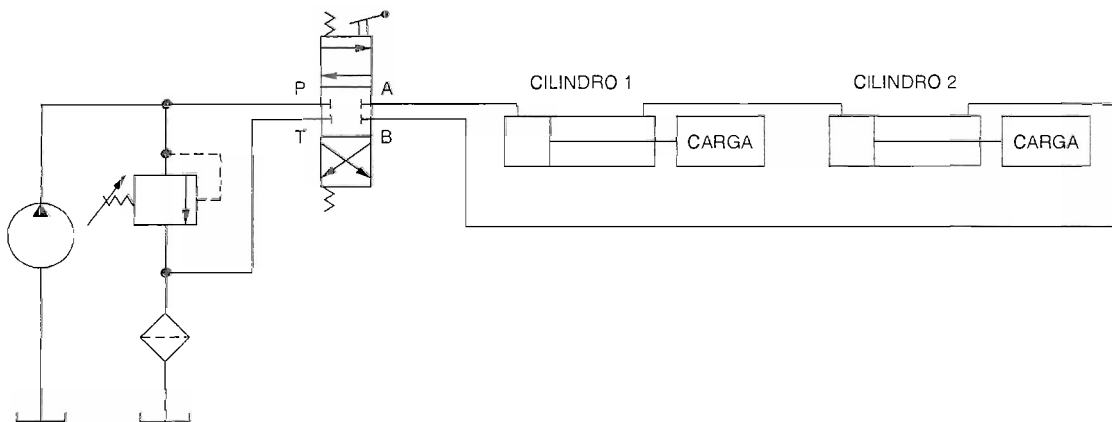 CILINDRO 1
CILINDRO 2
P
A
T
B
CARGA
CARGA